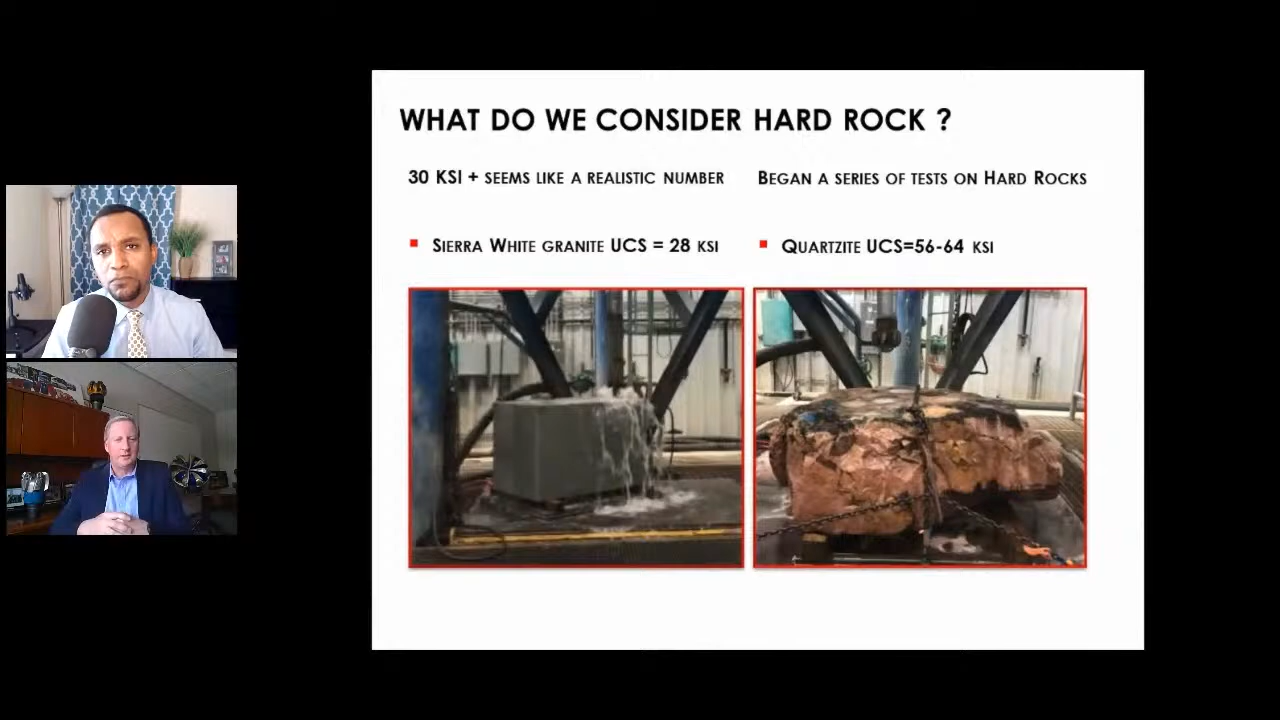 WHAT DO WE CONSIDER HARD ROCK ?
30 KSI + SEEMS LIKE A REALISTIC NUMBER
BEGAN A SERIES OF TESTS ON HARD ROCKS
SIERRA WHITE GRANITE UCS = 28 KSI
QUARTZITE UCS=56-64 KSI